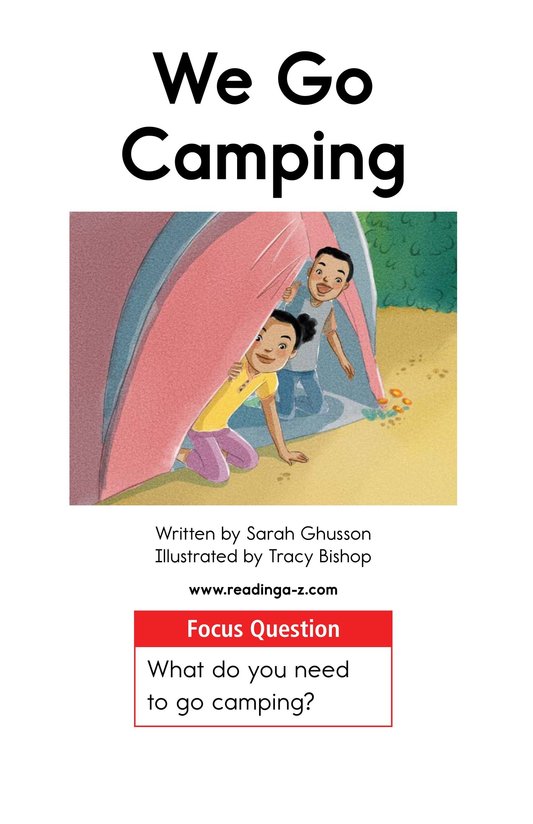 We Go
Camping
Written by Sarah Ghusson
Illustrated by Tracy Bishop
www.readinga-z.com
Focus Question
What do you need
to go camping?